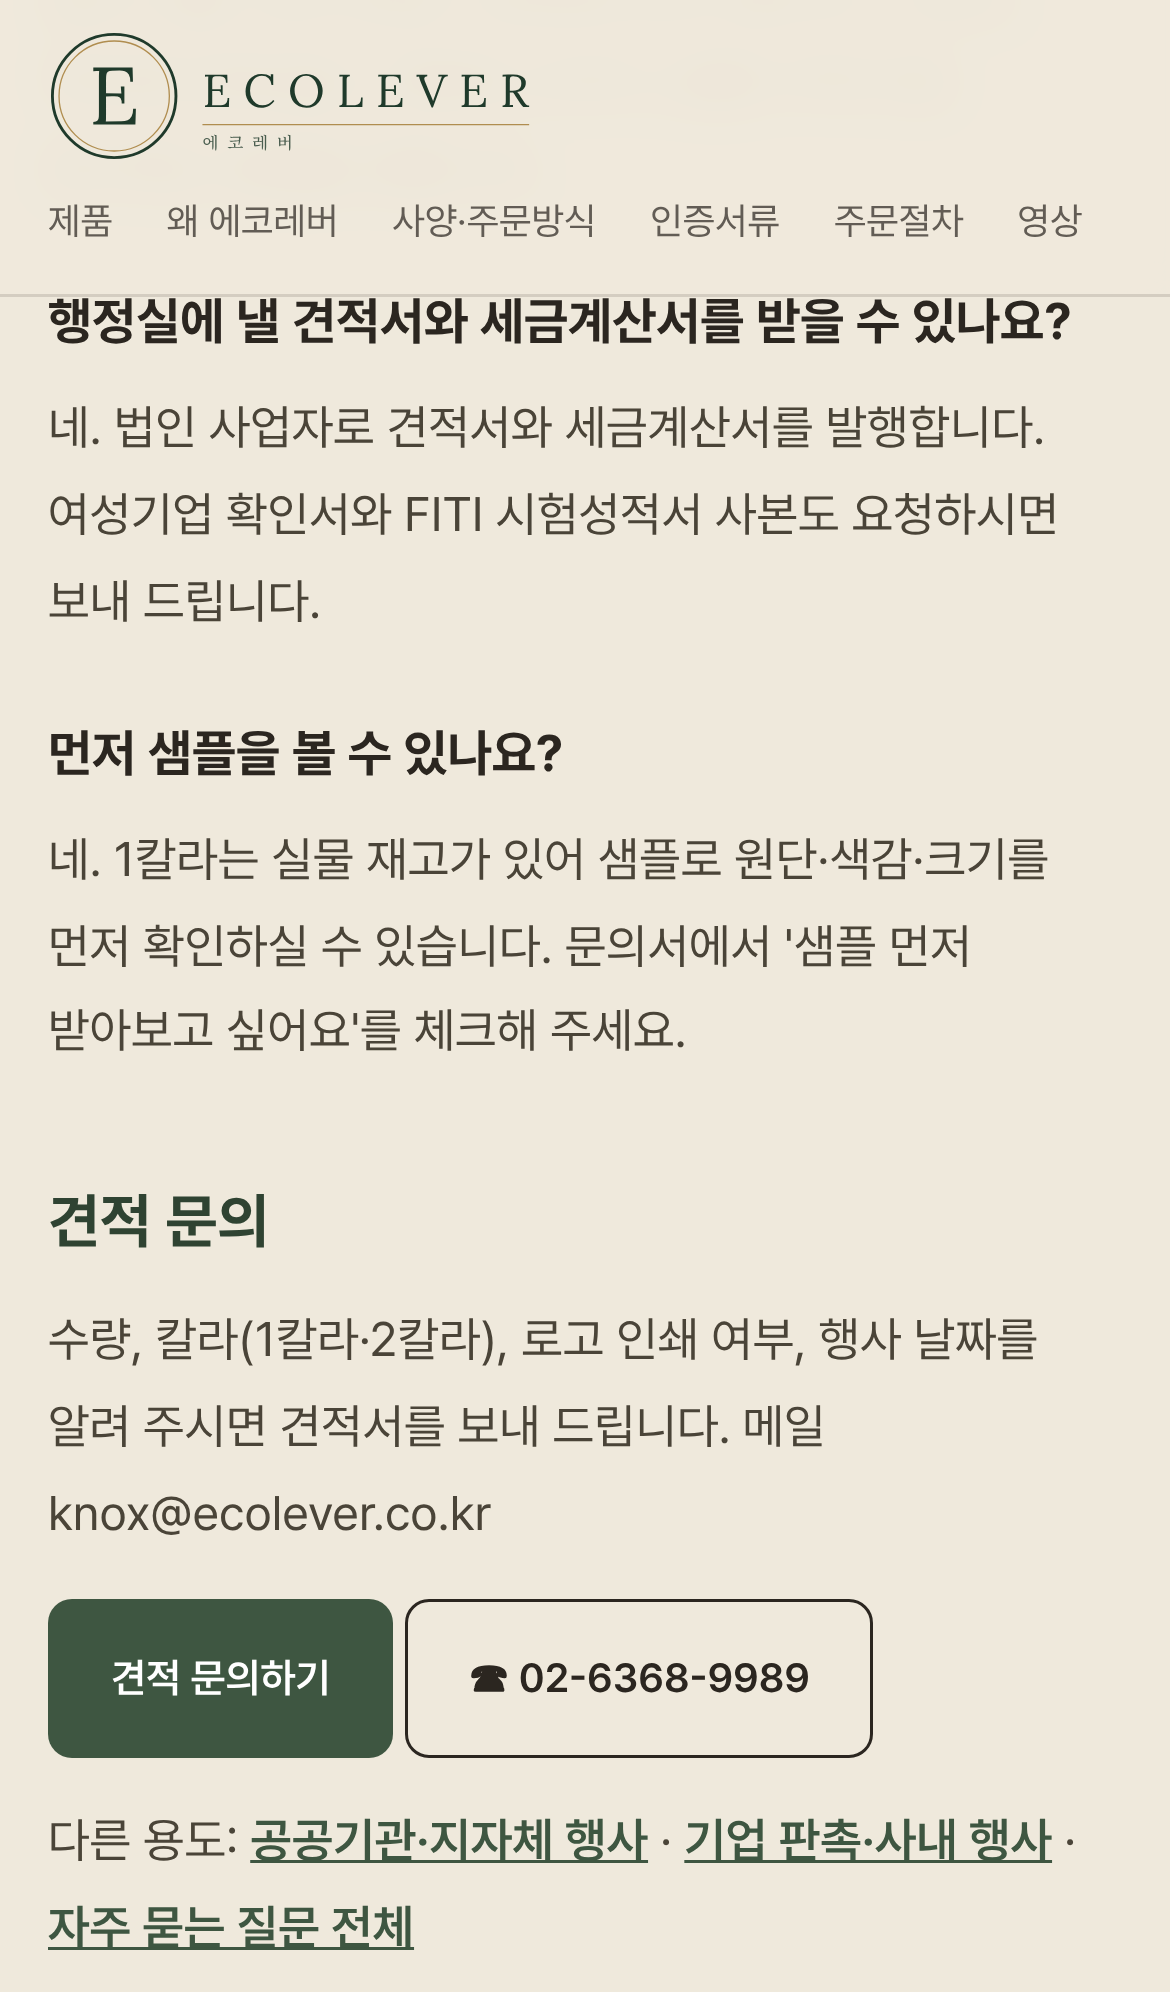 E
ECOLEVER
에코레버
제품 왜 에코레버 사양·주문방식 인증서류 주문절차 영상
행정실에 낼 견적서와 세금계산서를 받을 수 있나요?
네. 법인 사업자로 견적서와 세금계산서를 발행합니다.
여성기업 확인서와 FITI 시험성적서 사본도 요청하시면
보내 드립니다.
먼저 샘플을 볼 수 있나요?
네. 1칼라는 실물 재고가 있어 샘플로 원단·색감·크기를
먼저 확인하실 수 있습니다. 문의서에서 '샘플 먼저
받아보고 싶어요'를 체크해 주세요.
견적 문의
수량, 칼라(1칼라·2칼라), 로고 인쇄 여부, 행사 날짜를
알려 주시면 견적서를 보내 드립니다. 메일
knox@ecolever.co.kr
견적 문의하기 ☎ 02-6368-9989
다른 용도: 공공기관·지자체 행사 · 기업 판촉·사내 행사 ·
자주 묻는 질문 전체